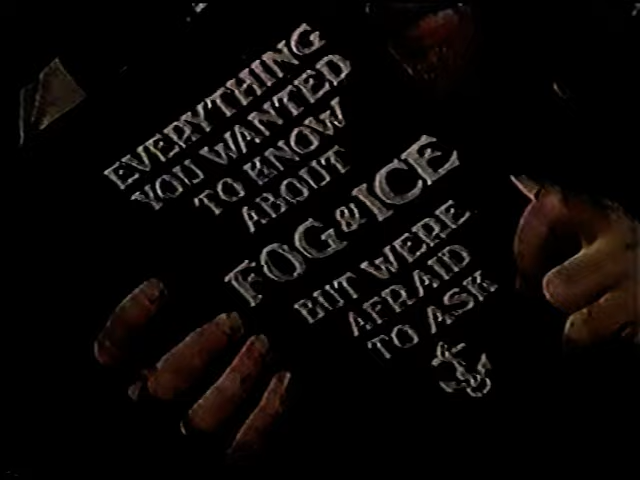 EVERYTHING
YOU WANTED
TO KNOW
ABOUT
FOG & ICE
BUT WERE
AFRAID
TO ASK